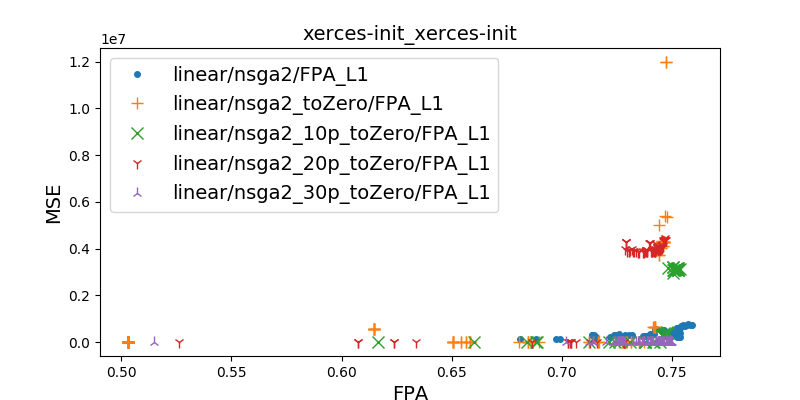 xerces-init_xerces-init
1e7
linear/nsga2/FPA_L1
linear/nsga2_toZero/FPA_L1
linear/nsga2_10p_toZero/FPA_L1
linear/nsga2_20p_toZero/FPA_L1
linear/nsga2_30p_toZero/FPA_L1
MSE
1.2
1.0
0.8
0.6
0.4
0.2
0.0
0.50 0.55 0.60 0.65 0.70 0.75
FPA